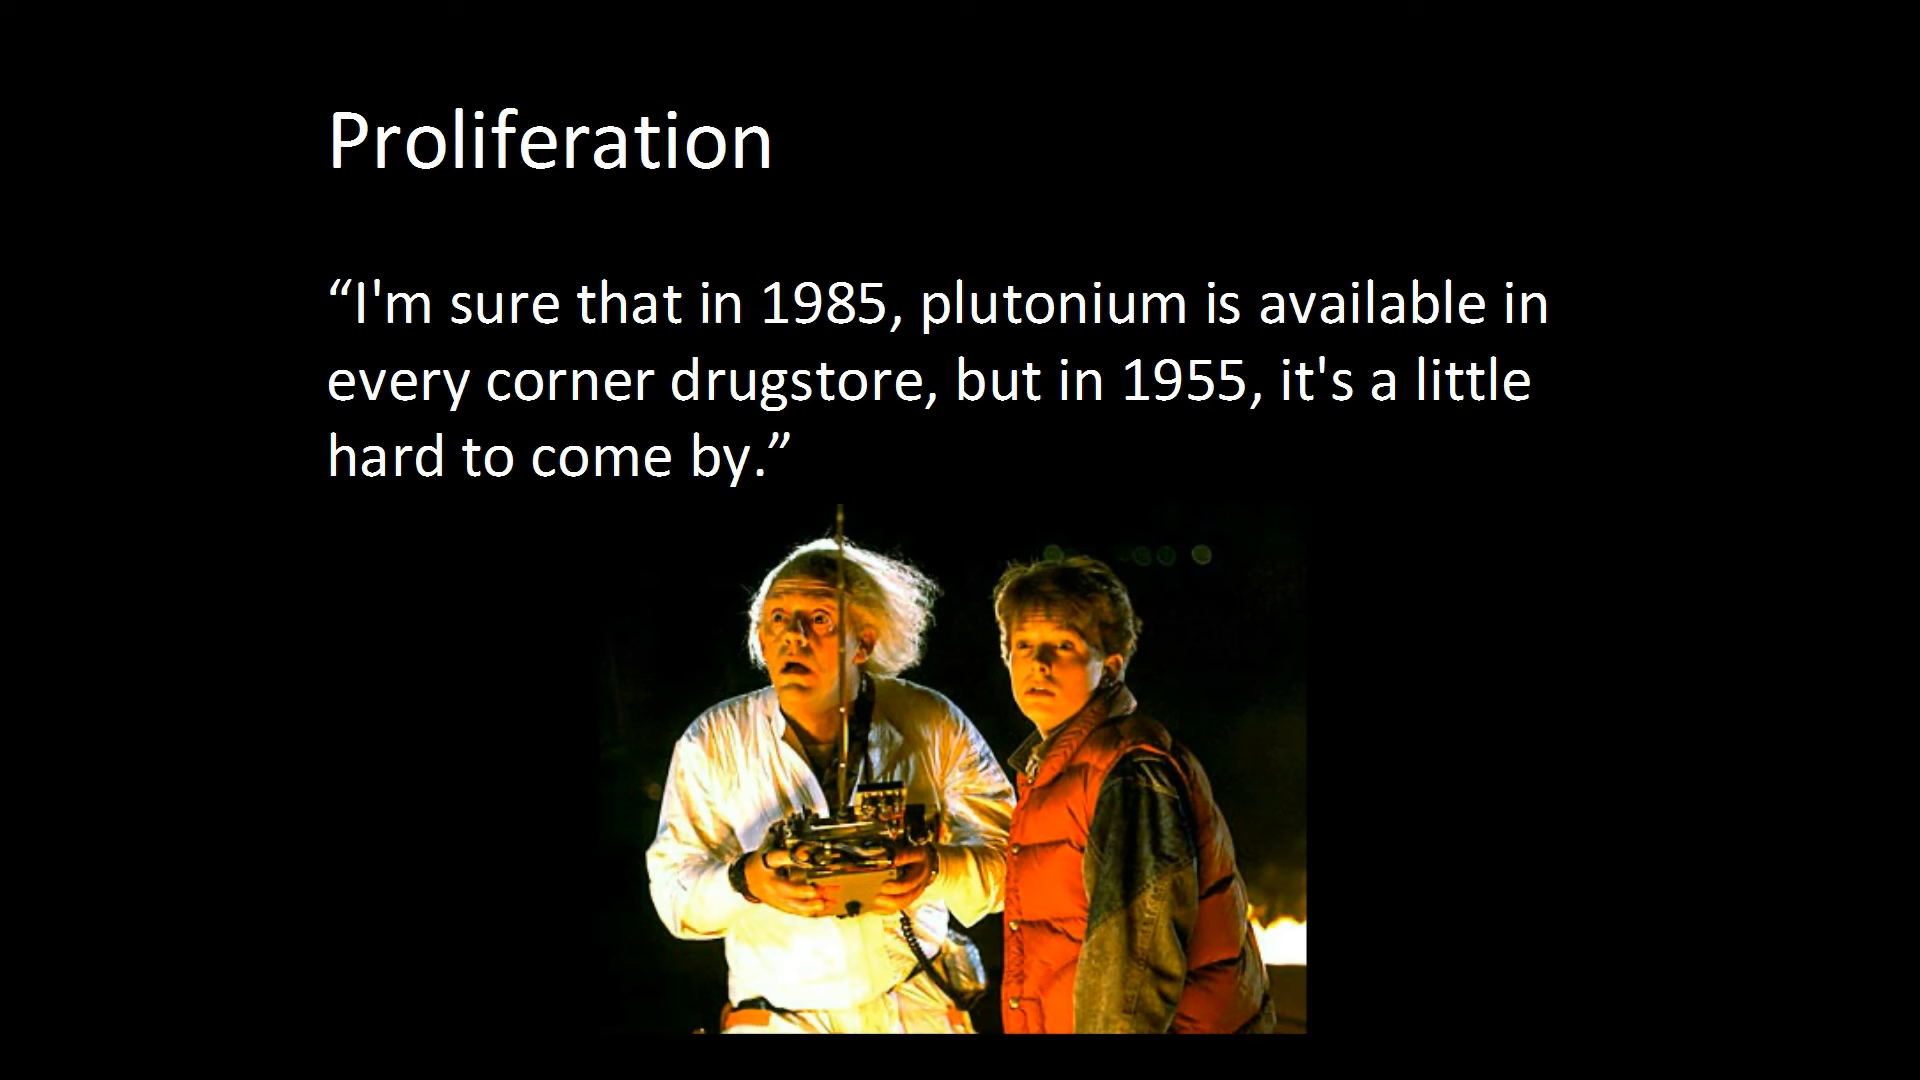 Proliferation
“I'm sure that in 1985, plutonium is available in
every corner drugstore, but in 1955, it's a little
hard to come by.”